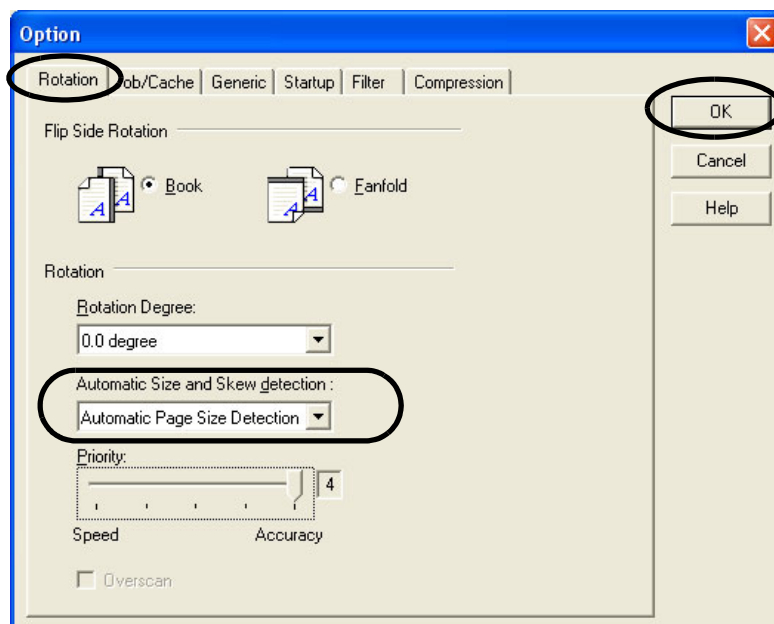 Option
Rotation Job/Cache Generic Startup Filter Compression
OK
Flip Side Rotation
Cancel
A A Book A A Fanfold
Help
Rotation
Rotation Degree:
0.0 degree
Automatic Size and Skew detection :
Automatic Page Size Detection
Priority:
4
Speed Accuracy
Overscan